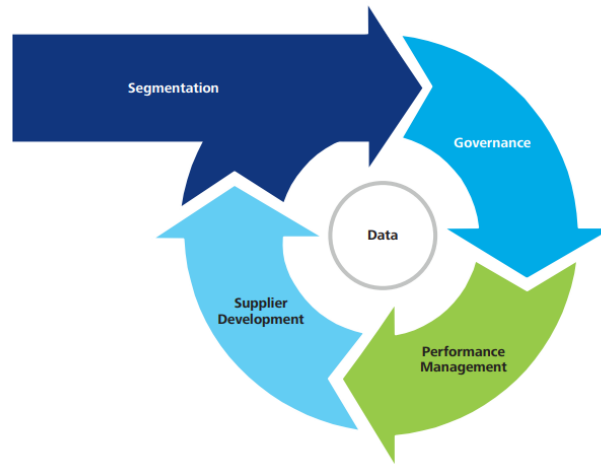 Segmentation
Governance
Data
Supplier
Development
Performance
Management